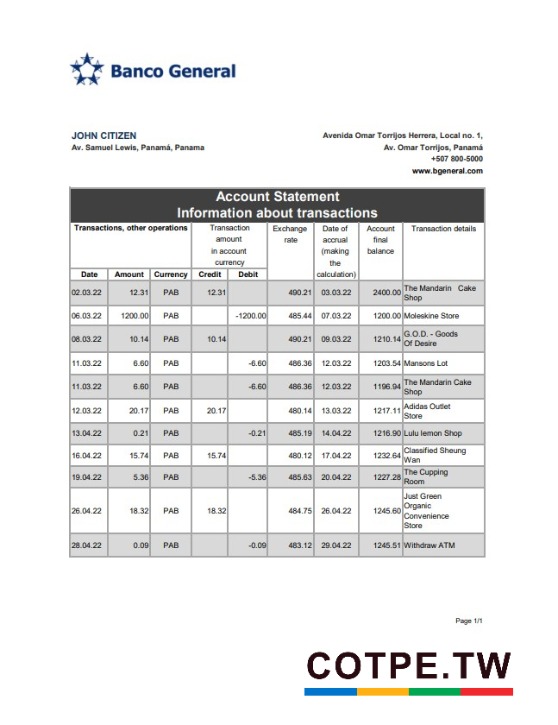 Banco General
JOHN CITIZEN
Av. Samuel Lewis, Panamá, Panama
Avenida Omar Torrijos Herrera, Local no. 1,
Av. Omar Torrijos, Panamá
+507 800-5000
www.bgeneral.com
Account Statement
Information about transactions
Transactions, other operations Transaction amount in account currency Exchange rate Date of accrual (making the calculation) Account final balance Transaction details
Date Amount Currency Credit Debit
02.03.22 12.31 PAB 12.31 490.21 03.03.22 2400.00 The Mandarin Cake Shop
06.03.22 1200.00 PAB -1200.00 485.44 07.03.22 1200.00 Moleskine Store
08.03.22 10.14 PAB 10.14 490.21 09.03.22 1210.14 G.O.D. - Goods Of Desire
11.03.22 6.60 PAB -6.60 486.36 12.03.22 1203.54 Mansons Lot
11.03.22 6.60 PAB -6.60 486.36 12.03.22 1196.94 The Mandarin Cake Shop
12.03.22 20.17 PAB 20.17 480.14 13.03.22 1217.11 Adidas Outlet Store
13.04.22 0.21 PAB -0.21 485.19 14.04.22 1216.90 Lulu lemon Shop
16.04.22 15.74 PAB 15.74 480.12 17.04.22 1232.64 Classified Sheung Wan
19.04.22 5.36 PAB -5.36 485.63 20.04.22 1227.28 The Cupping Room
26.04.22 18.32 PAB 18.32 484.75 26.04.22 1245.60 Just Green Organic Convenience Store
28.04.22 0.09 PAB -0.09 483.12 29.04.22 1245.51 Withdraw ATM
Page 1/1
COTPE.TW